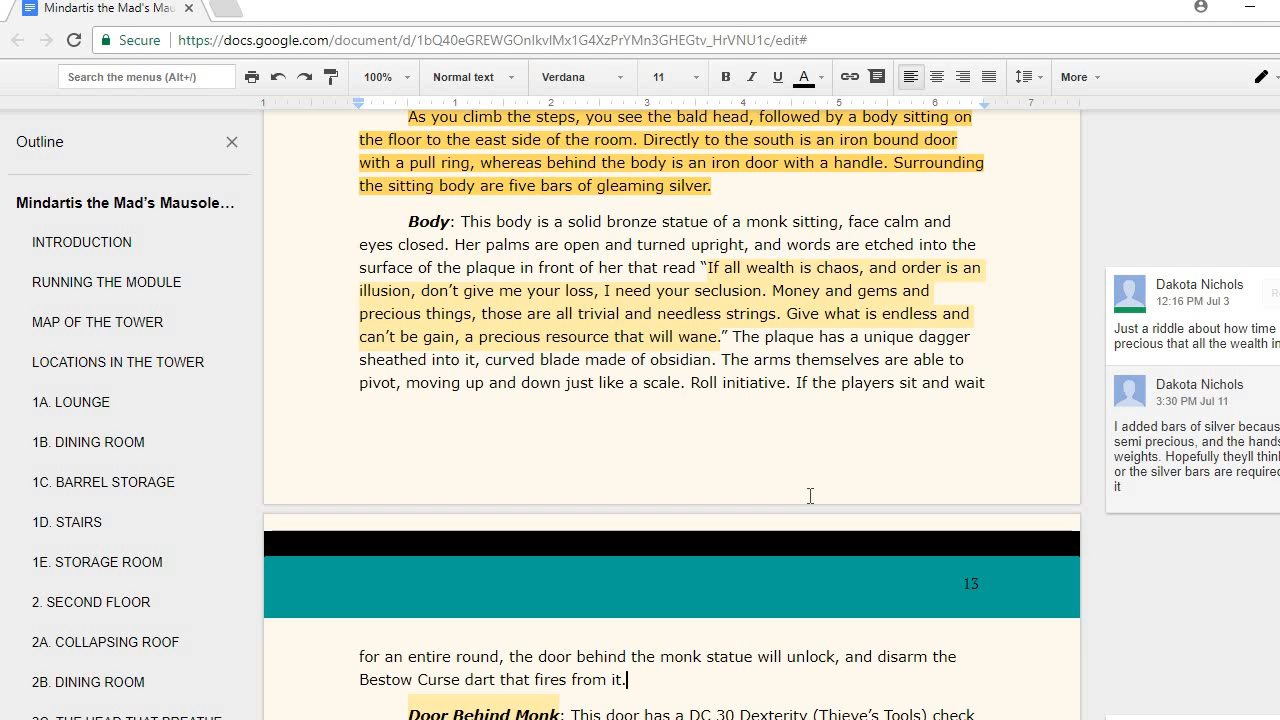 Mindartis the Mad's Mau
Secure
https://docs.google.com/document/d/1bQ40eGREWGOnIkvlMx1G4XzPrYMn3GHEGtv_HrVNU1c/edit#
Search the menus (Alt+/)
100%
Normal text
Verdana
11
B I U A
More
1 1 2 3 4 5 6 7
Outline
Mindartis the Mad's Mausole…
INTRODUCTION
RUNNING THE MODULE
MAP OF THE TOWER
LOCATIONS IN THE TOWER
1A. LOUNGE
1B. DINING ROOM
1C. BARREL STORAGE
1D. STAIRS
1E. STORAGE ROOM
2. SECOND FLOOR
2A. COLLAPSING ROOF
2B. DINING ROOM
2C. THE HEAD THAT BREATHE
As you climb the steps, you see the bald head, followed by a body sitting on
the floor to the east side of the room. Directly to the south is an iron bound door
with a pull ring, whereas behind the body is an iron door with a handle. Surrounding
the sitting body are five bars of gleaming silver.
Body: This body is a solid bronze statue of a monk sitting, face calm and
eyes closed. Her palms are open and turned upright, and words are etched into the
surface of the plaque in front of her that read “If all wealth is chaos, and order is an
illusion, don’t give me your loss, I need your seclusion. Money and gems and
precious things, those are all trivial and needless strings. Give what is endless and
can’t be gain, a precious resource that will wane.” The plaque has a unique dagger
sheathed into it, curved blade made of obsidian. The arms themselves are able to
pivot, moving up and down just like a scale. Roll initiative. If the players sit and wait
13
for an entire round, the door behind the monk statue will unlock, and disarm the
Bestow Curse dart that fires from it.
Door Behind Monk: This door has a DC 30 Dexterity (Thieve’s Tools) check
Dakota Nichols
12:16 PM Jul 3
Just a riddle about how time
precious that all the wealth in
Dakota Nichols
3:30 PM Jul 11
I added bars of silver becaus
semi precious, and the hands
weights. Hopefully theyll thin
or the silver bars are required
it